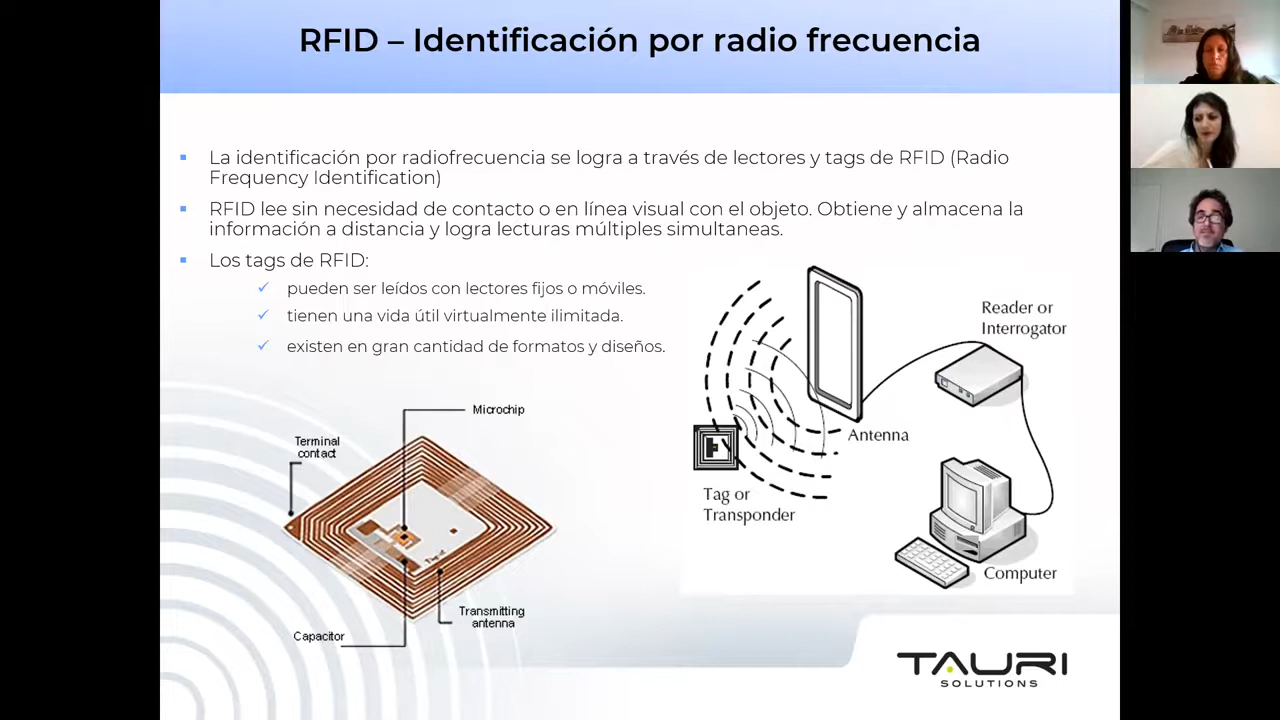 RFID – Identificación por radio frecuencia
La identificación por radiofrecuencia se logra a través de lectores y tags de RFID (Radio
Frequency Identification)
RFID lee sin necesidad de contacto o en línea visual con el objeto. Obtiene y almacena la
información a distancia y logra lecturas múltiples simultaneas.
Los tags de RFID:
pueden ser leídos con lectores fijos o móviles.
tienen una vida útil virtualmente ilimitada.
existen en gran cantidad de formatos y diseños.
Microchip
Terminal
contact
Transmitting
antenna
Capacitor
Reader or
Interrogator
Antenna
Tag or
Transponder
Computer
TAURI
SOLUTIONS